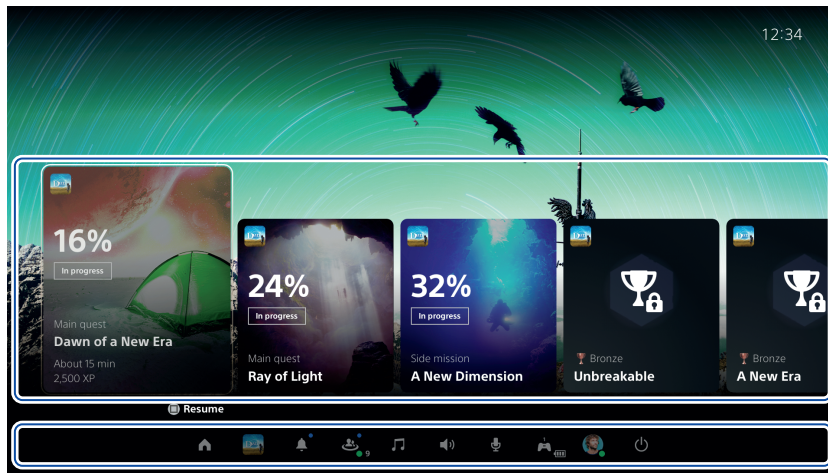 12:34
16%
In progress
Main quest
Dawn of a New Era
About 15 min
2,500 XP
24%
In progress
Main quest
Ray of Light
32%
In progress
Side mission
A New Dimension
Bronze
Unbreakable
Bronze
A New Era
Resume
9